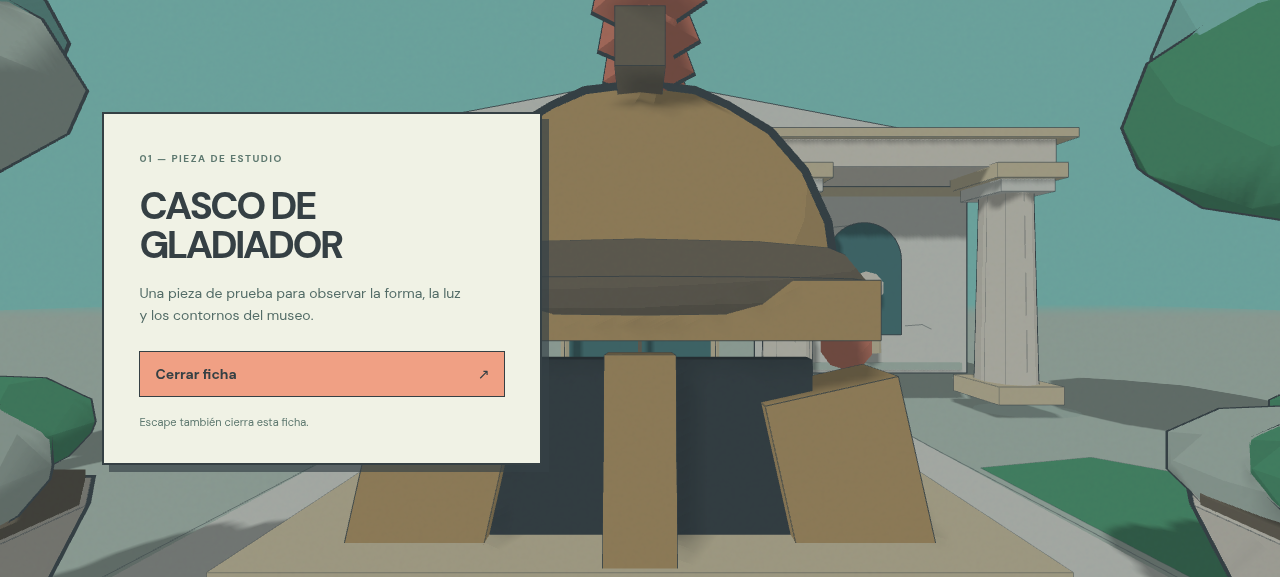 01 — PIEZA DE ESTUDIO
CASCO DE
GLADIADOR
Una pieza de prueba para observar la forma, la luz
y los contornos del museo.
Cerrar ficha ↗
Escape también cierra esta ficha.